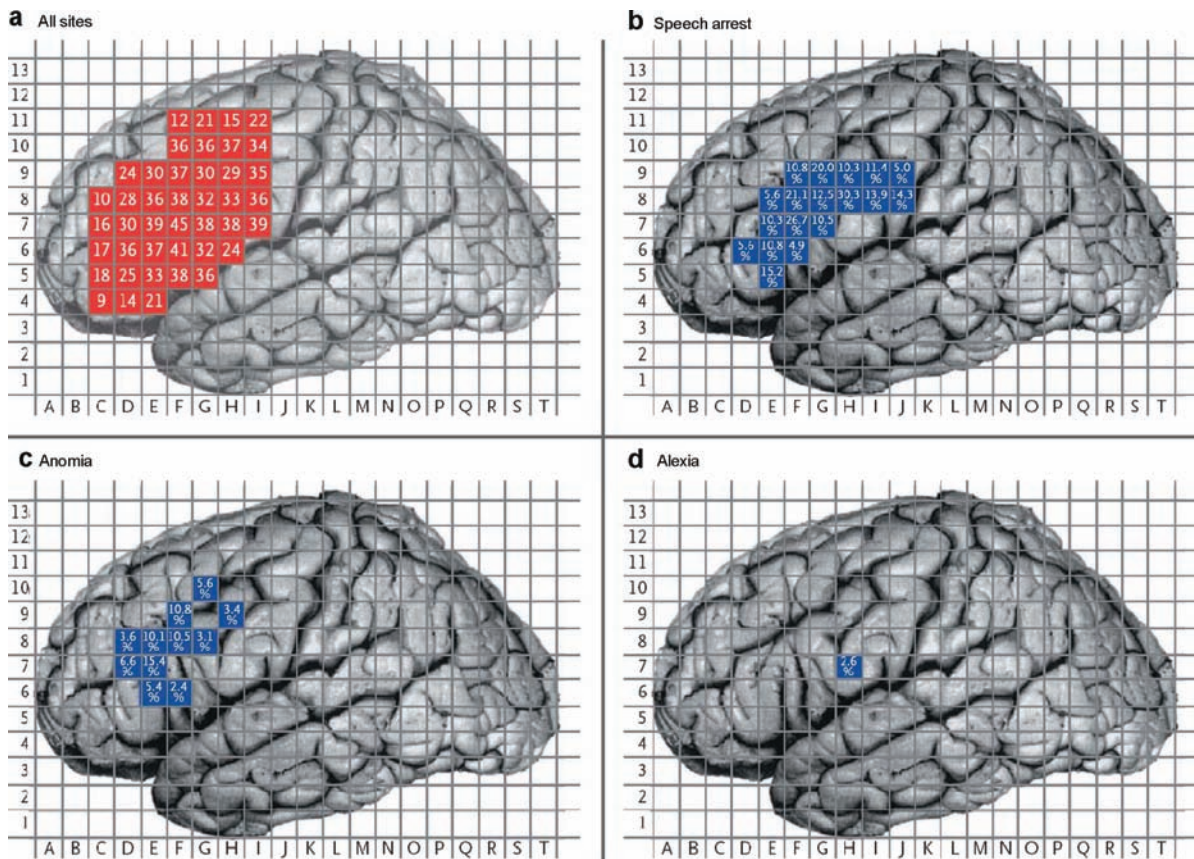 a All sites
13
12
11 12 21 15 22
10 36 36 37 34
9 24 30 37 30 29 35
8 10 28 36 38 32 33 36
7 16 30 39 45 38 38 39
6 17 36 37 41 32 24
5 18 25 33 38 36
4 9 14 21
3
2
1
A B C D E F G H I J K L M N O P Q R S T
b Speech arrest
13
12
11
10
9 10.8 20.0 10.3 11.4 5.0
% % % % %
8 5.6 21.1 12.5 30.3 13.9 14.3
% % % % % %
7 10.3 26.7 10.5
% % %
6 5.6 10.8 4.9
% % %
5 15.2
%
4
3
2
1
A B C D E F G H I J K L M N O P Q R S T
c Anomia
13
12
11
10 5.6
%
9 10.8 3.4
% %
8 3.6 10.1 10.5 3.1
% % % %
7 6.6 15.4
% %
6 5.4 2.4
% %
5
4
3
2
1
A B C D E F G H I J K L M N O P Q R S T
d Alexia
13
12
11
10
9
8
7 2.6
%
6
5
4
3
2
1
A B C D E F G H I J K L M N O P Q R S T